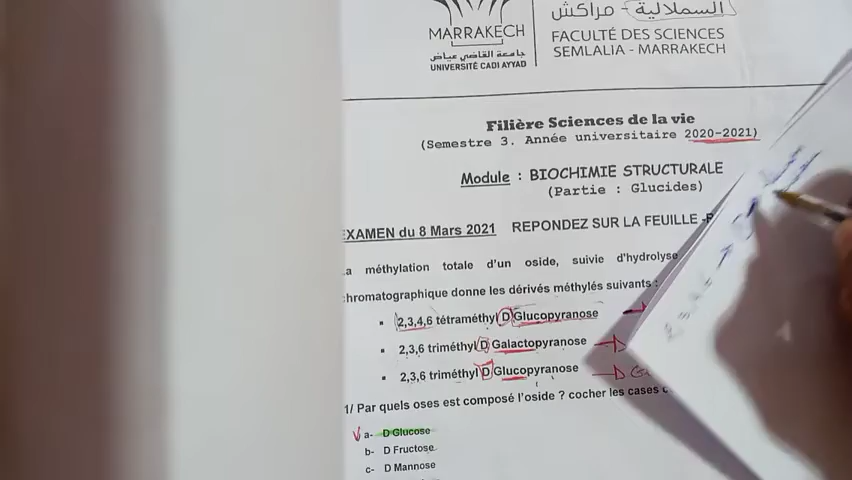 السملالية - مراكش
MARRAKECH
FACULTÉ DES SCIENCES
جامعة القاضي عياض
SEMLALIA - MARRAKECH
UNIVERSITÉ CADI AYYAD
Filière Sciences de la vie
(Semestre 3. Année universitaire 2020-2021)
Module : BIOCHIMIE STRUCTURALE
(Partie : Glucides)
EXAMEN du 8 Mars 2021 REPONDEZ SUR LA FEUILLE
a méthylation totale d'un oside, suivie d'hydrolyse
hromatographique donne les dérivés méthylés suivants :
▪ 2,3,4,6 tétraméthyl D Glucopyranose
▪ 2,3,6 triméthyl D Galactopyranose
▪ 2,3,6 triméthyl D Glucopyranose → D
1/ Par quels oses est composé l'oside ? cocher les cases
a- D Glucose
b- D Fructose
c- D Mannose